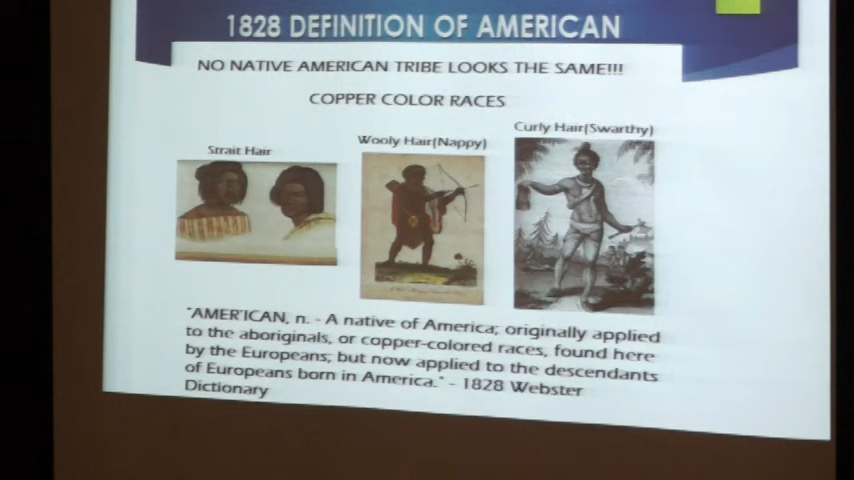 1828 DEFINITION OF AMERICAN
NO NATIVE AMERICAN TRIBE LOOKS THE SAME!!!
COPPER COLOR RACES
Strait Hair
Wooly Hair(Nappy)
Curly Hair(Swarthy)
"AMER'ICAN, n. - A native of America; originally applied
to the aboriginals, or copper-colored races, found here
by the Europeans; but now applied to the descendants
of Europeans born in America." - 1828 Webster
Dictionary